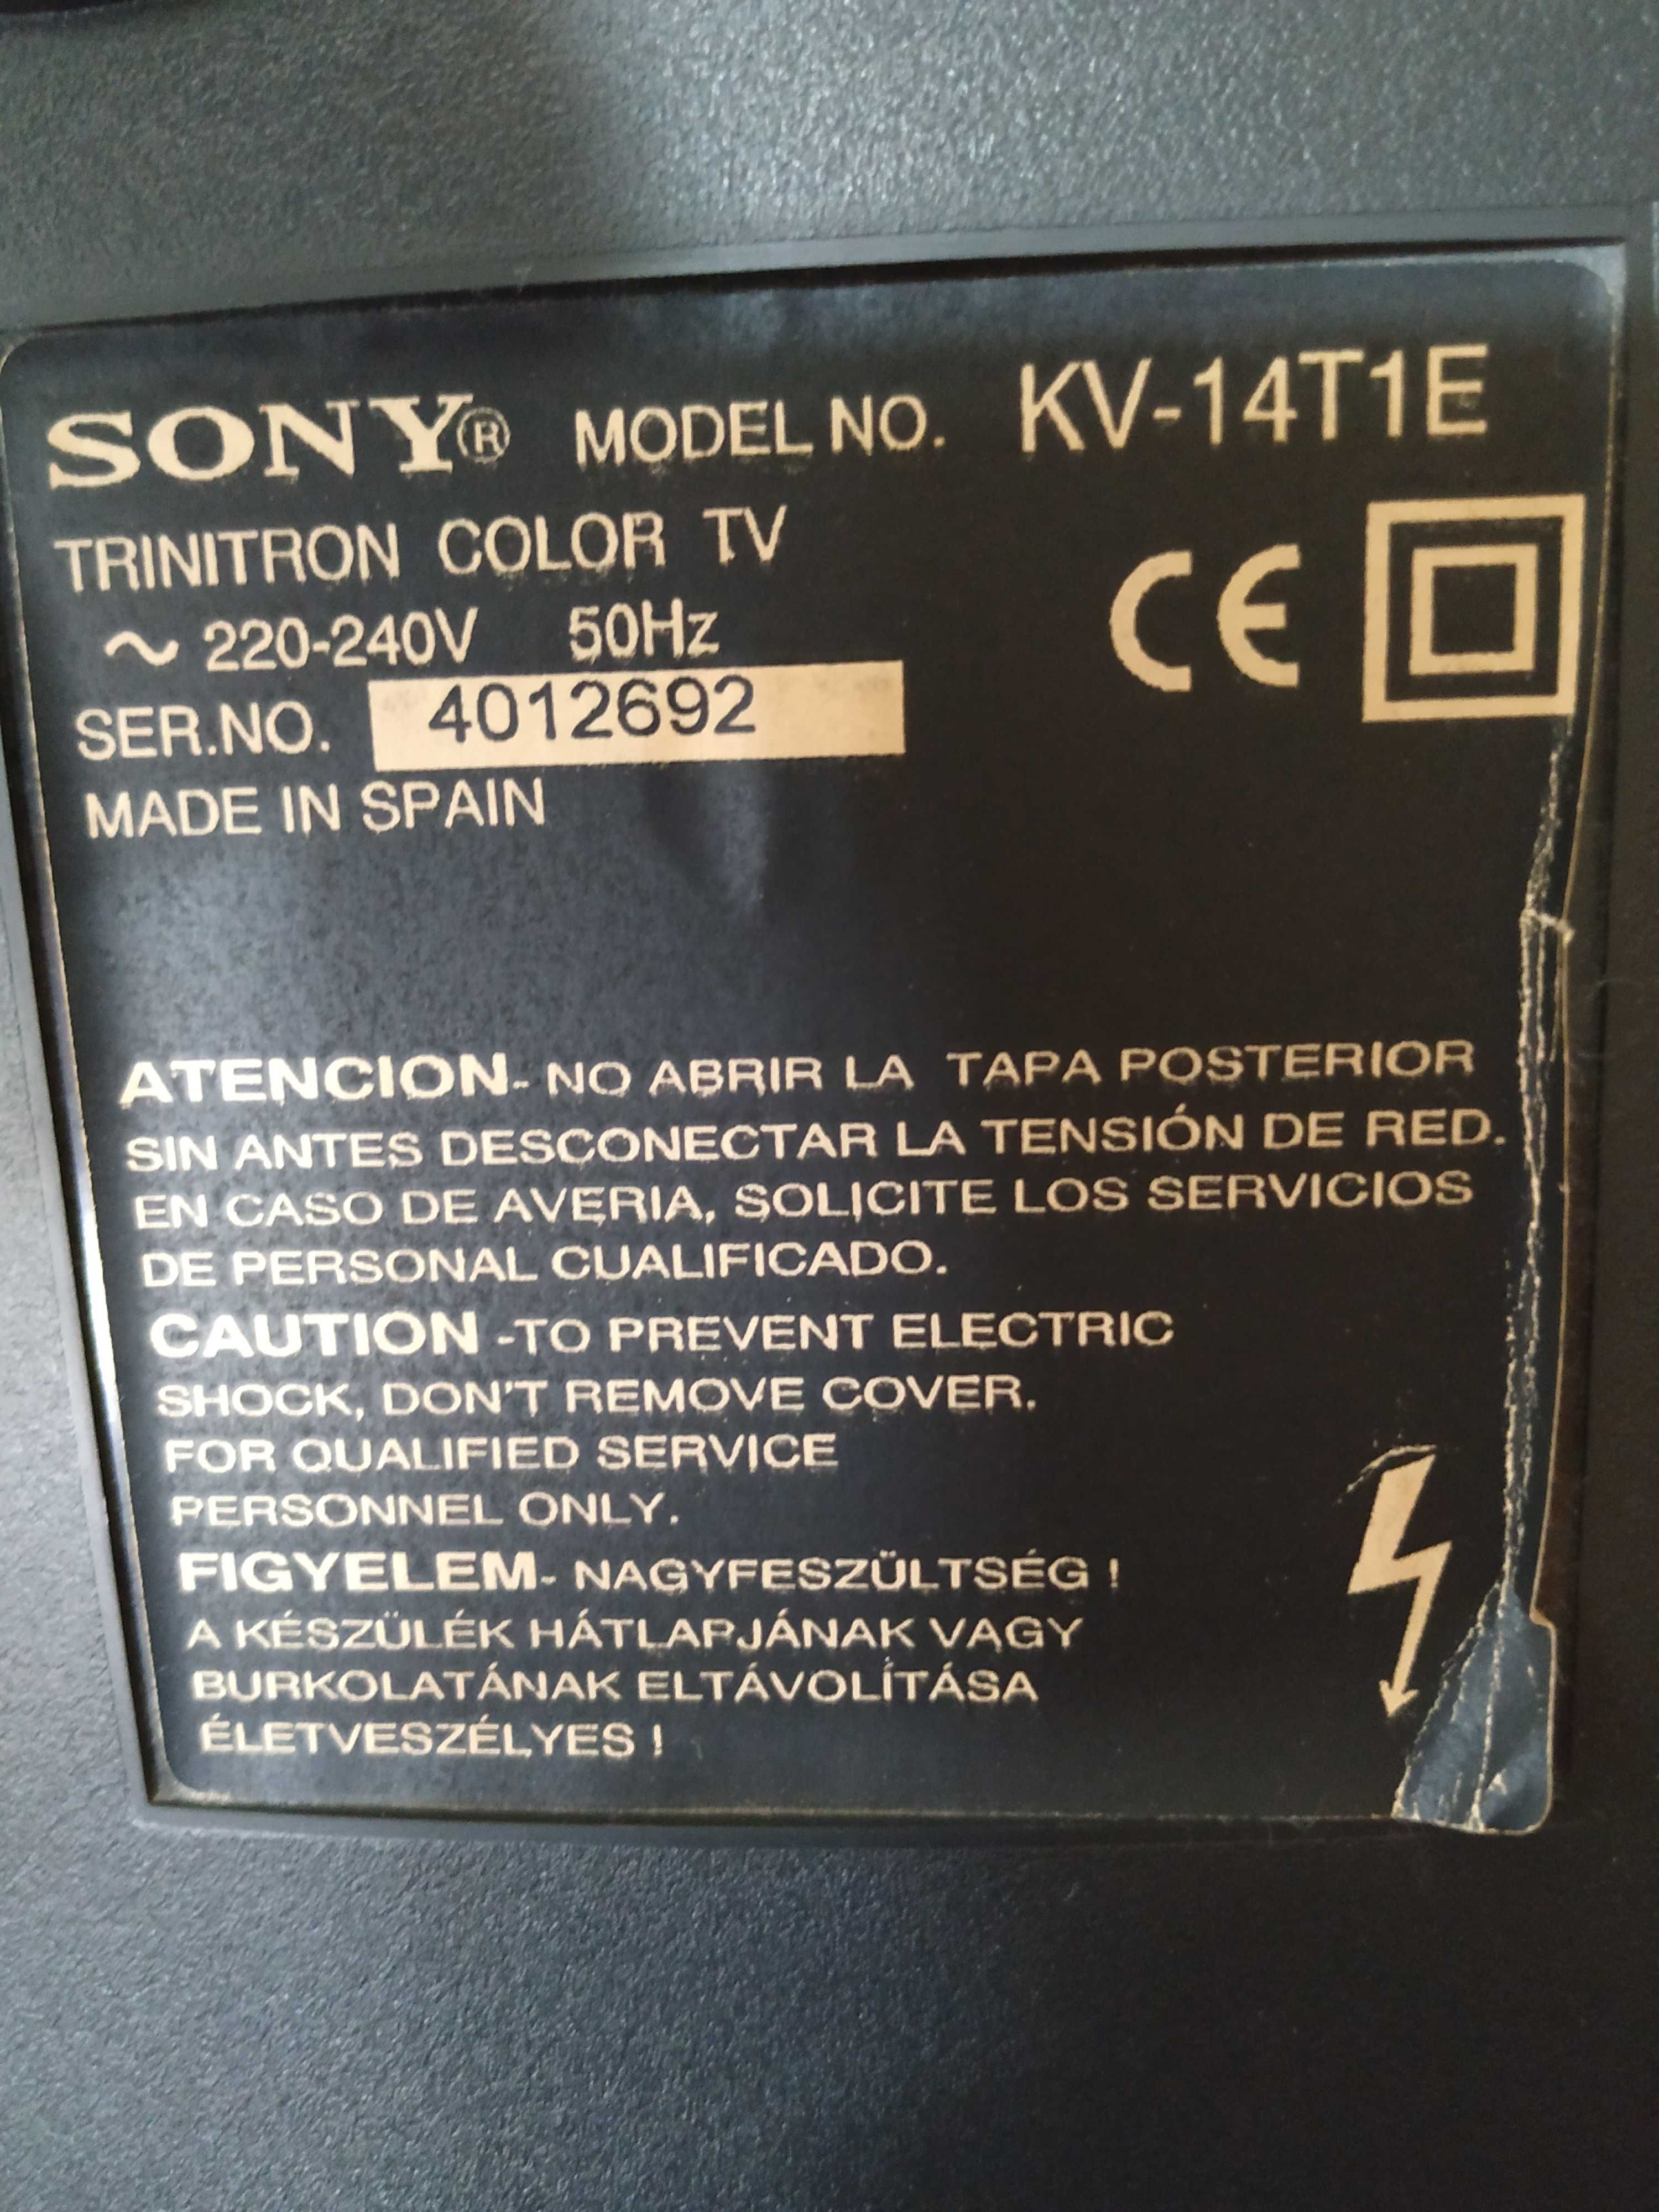 SONY® MODEL NO. KV-14T1E
TRINITRON COLOR TV
~ 220-240V 50Hz
CE
SER.NO. 4012692
MADE IN SPAIN
ATENCION- NO ABRIR LA TAPA POSTERIOR
SIN ANTES DESCONECTAR LA TENSIÓN DE RED.
EN CASO DE AVERIA, SOLICITE LOS SERVICIOS
DE PERSONAL CUALIFICADO.
CAUTION -TO PREVENT ELECTRIC
SHOCK, DON'T REMOVE COVER.
FOR QUALIFIED SERVICE
PERSONNEL ONLY.
FIGYELEM- NAGYFESZÜLTSÉG !
A KÉSZÜLÉK HÁTLAPJÁNAK VAGY
BURKOLATÁNAK ELTÁVOLÍTÁSA
ÉLETVESZÉLYES !